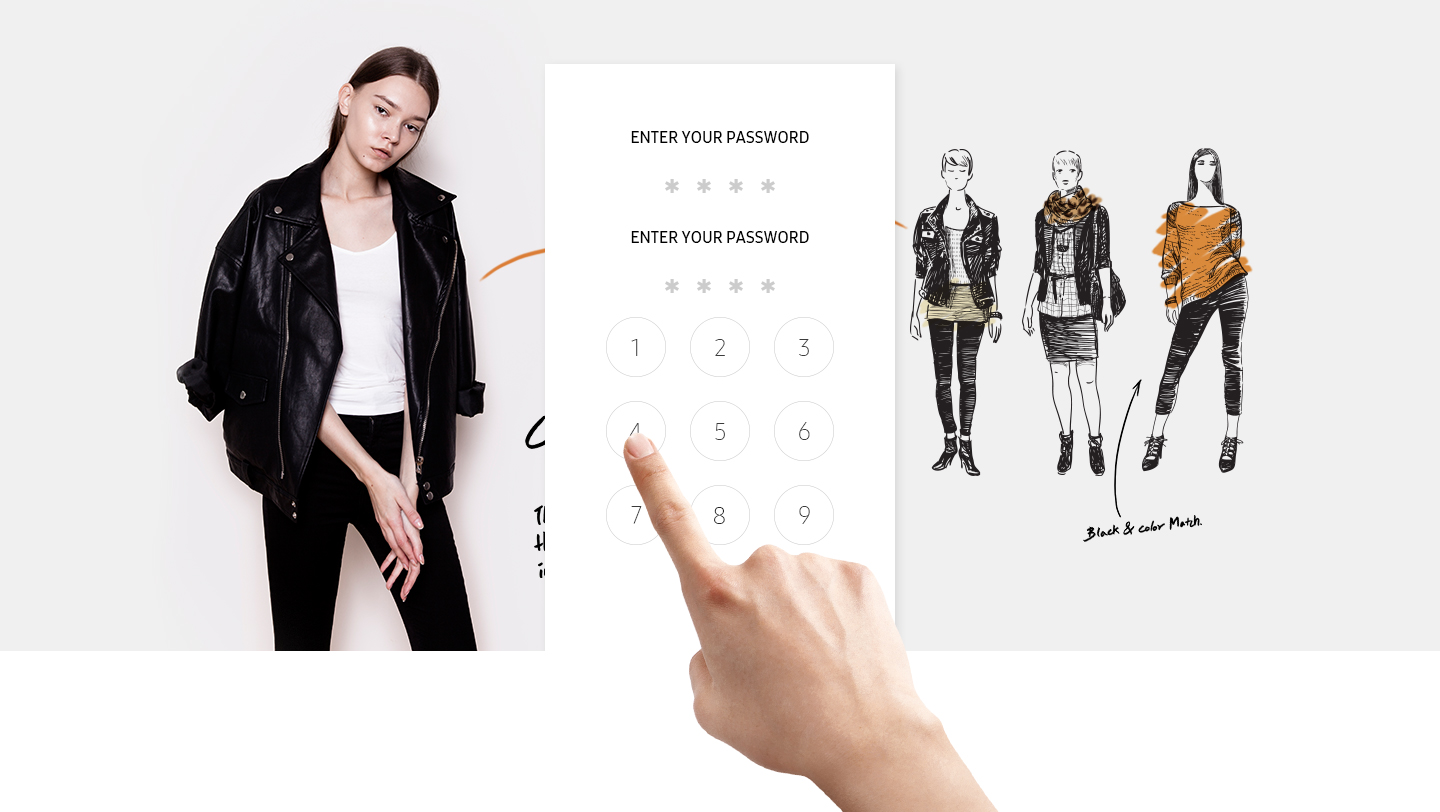 ENTER YOUR PASSWORD
* * * *
ENTER YOUR PASSWORD
* * * *
1 2 3
4 5 6
7 8 9
Black & color Match.